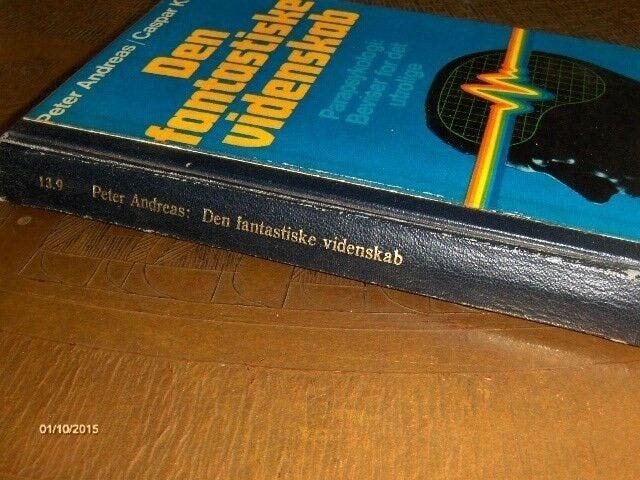 Peter Andreas/Caspar K
Den
fantastiske
videnskab
Parapsykologi:
Beviser for det
utrolige
13.9 Peter Andreas: Den fantastiske videnskab
01/10/2015